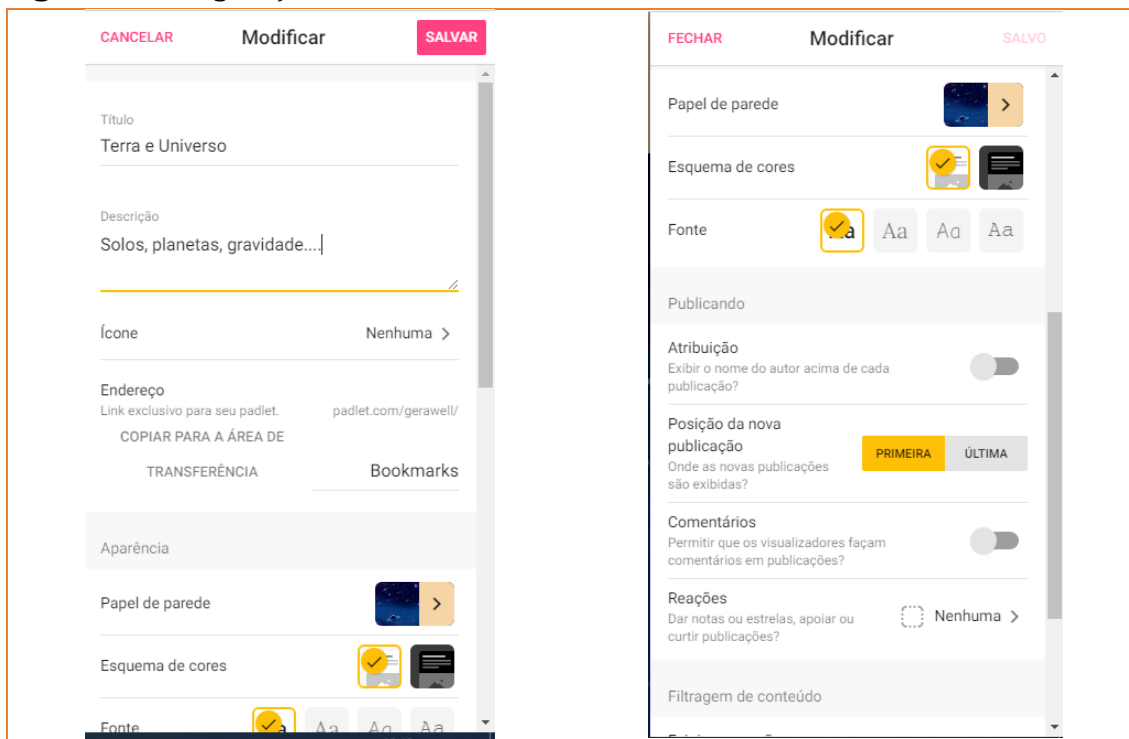 CANCELAR Modificar SALVAR
Título
Terra e Universo
Descrição
Solos, planetas, gravidade....
Ícone Nenhuma >
Endereço
Link exclusivo para seu padlet. padlet.com/gerawell/
COPIAR PARA A ÁREA DE
TRANSFERÊNCIA Bookmarks
Aparência
Papel de parede
Esquema de cores
Fonte Aa Aa Aa
FECHAR Modificar SALVO
Papel de parede
Esquema de cores
Fonte Aa Aa Aa
Publicando
Atribuição
Exibir o nome do autor acima de cada
publicação?
Posição da nova
publicação
PRIMEIRA ÚLTIMA
Onde as novas publicações
são exibidas?
Comentários
Permitir que os visualizadores façam
comentários em publicações?
Reações
Dar notas ou estrelas, apoiar ou
curtir publicações?
Nenhuma >
Filtragem de conteúdo